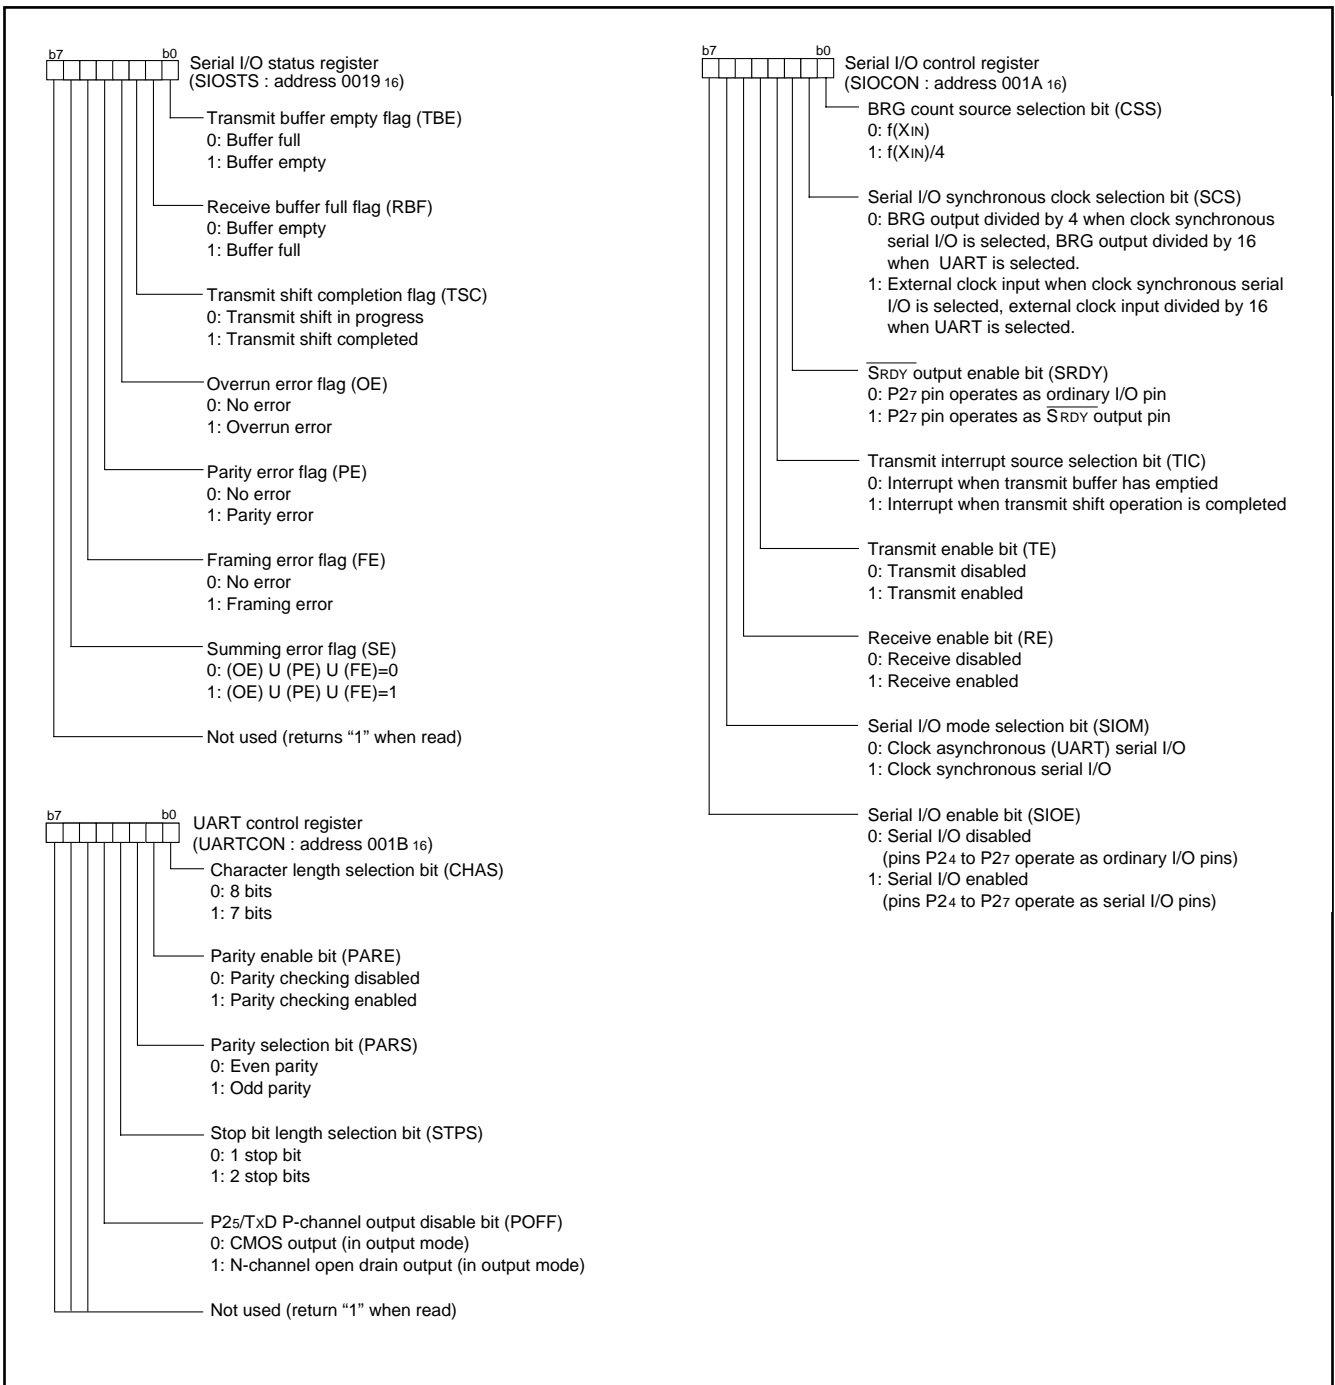 b7 b0
Serial I/O status register
(SIOSTS : address 0019 16)
Transmit buffer empty flag (TBE)
0: Buffer full
1: Buffer empty
Receive buffer full flag (RBF)
0: Buffer empty
1: Buffer full
Transmit shift completion flag (TSC)
0: Transmit shift in progress
1: Transmit shift completed
Overrun error flag (OE)
0: No error
1: Overrun error
Parity error flag (PE)
0: No error
1: Parity error
Framing error flag (FE)
0: No error
1: Framing error
Summing error flag (SE)
0: (OE) U (PE) U (FE)=0
1: (OE) U (PE) U (FE)=1
Not used (returns “1” when read)
b7 b0
UART control register
(UARTCON : address 001B 16)
Character length selection bit (CHAS)
0: 8 bits
1: 7 bits
Parity enable bit (PARE)
0: Parity checking disabled
1: Parity checking enabled
Parity selection bit (PARS)
0: Even parity
1: Odd parity
Stop bit length selection bit (STPS)
0: 1 stop bit
1: 2 stop bits
P25/TXD P-channel output disable bit (POFF)
0: CMOS output (in output mode)
1: N-channel open drain output (in output mode)
Not used (return “1” when read)
b7 b0
Serial I/O control register
(SIOCON : address 001A 16)
BRG count source selection bit (CSS)
0: f(XIN)
1: f(XIN)/4
Serial I/O synchronous clock selection bit (SCS)
0: BRG output divided by 4 when clock synchronous
serial I/O is selected, BRG output divided by 16
when UART is selected.
1: External clock input when clock synchronous serial
I/O is selected, external clock input divided by 16
when UART is selected.
SRDY output enable bit (SRDY)
0: P27 pin operates as ordinary I/O pin
1: P27 pin operates as SRDY output pin
Transmit interrupt source selection bit (TIC)
0: Interrupt when transmit buffer has emptied
1: Interrupt when transmit shift operation is completed
Transmit enable bit (TE)
0: Transmit disabled
1: Transmit enabled
Receive enable bit (RE)
0: Receive disabled
1: Receive enabled
Serial I/O mode selection bit (SIOM)
0: Clock asynchronous (UART) serial I/O
1: Clock synchronous serial I/O
Serial I/O enable bit (SIOE)
0: Serial I/O disabled
(pins P24 to P27 operate as ordinary I/O pins)
1: Serial I/O enabled
(pins P24 to P27 operate as serial I/O pins)